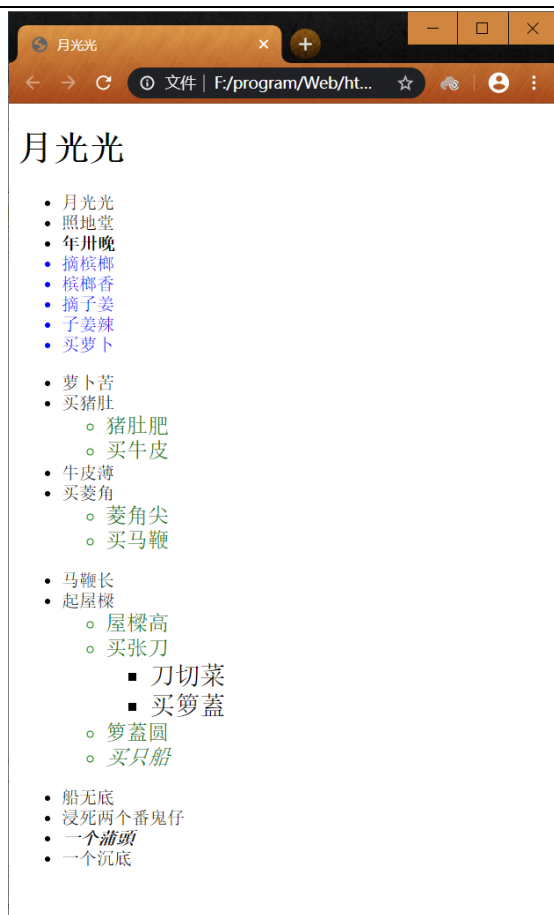 月光光
文件 | F:/program/Web/ht...
月光光
月光光
照地堂
年卅晚
摘槟榔
槟榔香
摘子姜
子姜辣
买萝卜
萝卜苦
买猪肚
猪肚肥
买牛皮
牛皮薄
买菱角
菱角尖
买马鞭
马鞭长
起屋樑
屋樑高
买张刀
刀切菜
买箩蓋
箩蓋圆
买只船
船无底
浸死两个番鬼仔
一个蒲頭
一个沉底